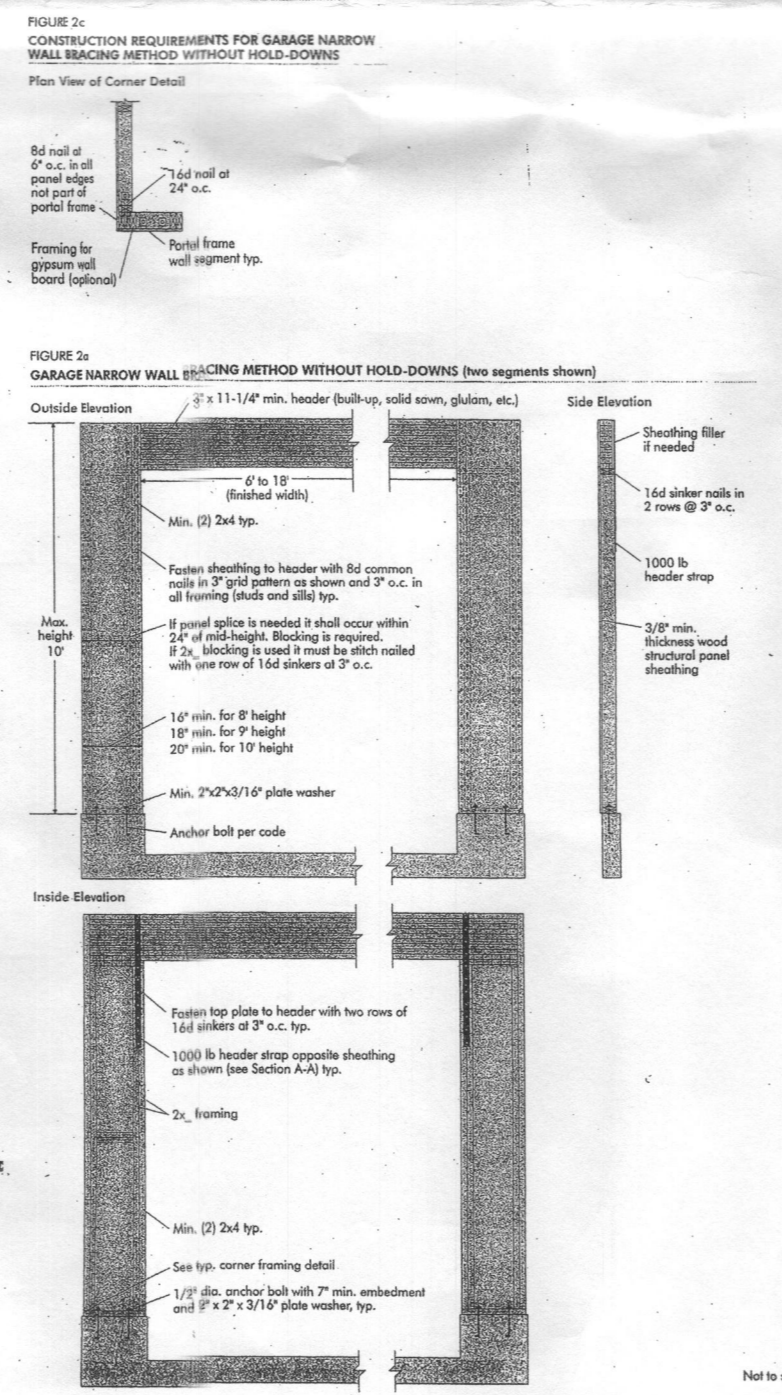 FIGURE 2c
CONSTRUCTION REQUIREMENTS FOR GARAGE NARROW
WALL BRACING METHOD WITHOUT HOLD-DOWNS
Plan View of Corner Detail
8d nail at
6" o.c. in all
panel edges
not part of
portal frame
16d nail at
24" o.c.
Framing for
gypsum wall
board (optional)
Portal frame
wall segment typ.
FIGURE 2a
GARAGE NARROW WALL BRACING METHOD WITHOUT HOLD-DOWNS (two segments shown)
Outside Elevation
3" x 11-1/4" min. header (built-up, solid sawn, glulam, etc.)
Side Elevation
Sheathing filler
if needed
6' to 18'
(finished width)
16d sinker nails in
2 rows @ 3" o.c.
Min. (2) 2x4 typ.
Fasten sheathing to header with 8d common
nails in 3" grid pattern as shown and 3" o.c. in
all framing (studs and sills) typ.
1000 lb
header strap
Max.
height
10'
If panel splice is needed it shall occur within
24" of mid-height. Blocking is required.
If 2x_ blocking is used it must be stitch nailed
with one row of 16d sinkers at 3" o.c.
3/8" min.
thickness wood
structural panel
sheathing
16" min. for 8' height
18" min. for 9' height
20" min. for 10' height
Min. 2"x2"x3/16" plate washer
Anchor bolt per code
Inside Elevation
Fasten top plate to header with two rows of
16d sinkers at 3" o.c. typ.
1000 lb header strap opposite sheathing
as shown (see Section A-A) typ.
2x_ framing
Min. (2) 2x4 typ.
See typ. corner framing detail
1/2" dia. anchor bolt with 7" min. embedment
and 2" x 2" x 3/16" plate washer, typ.
Not to